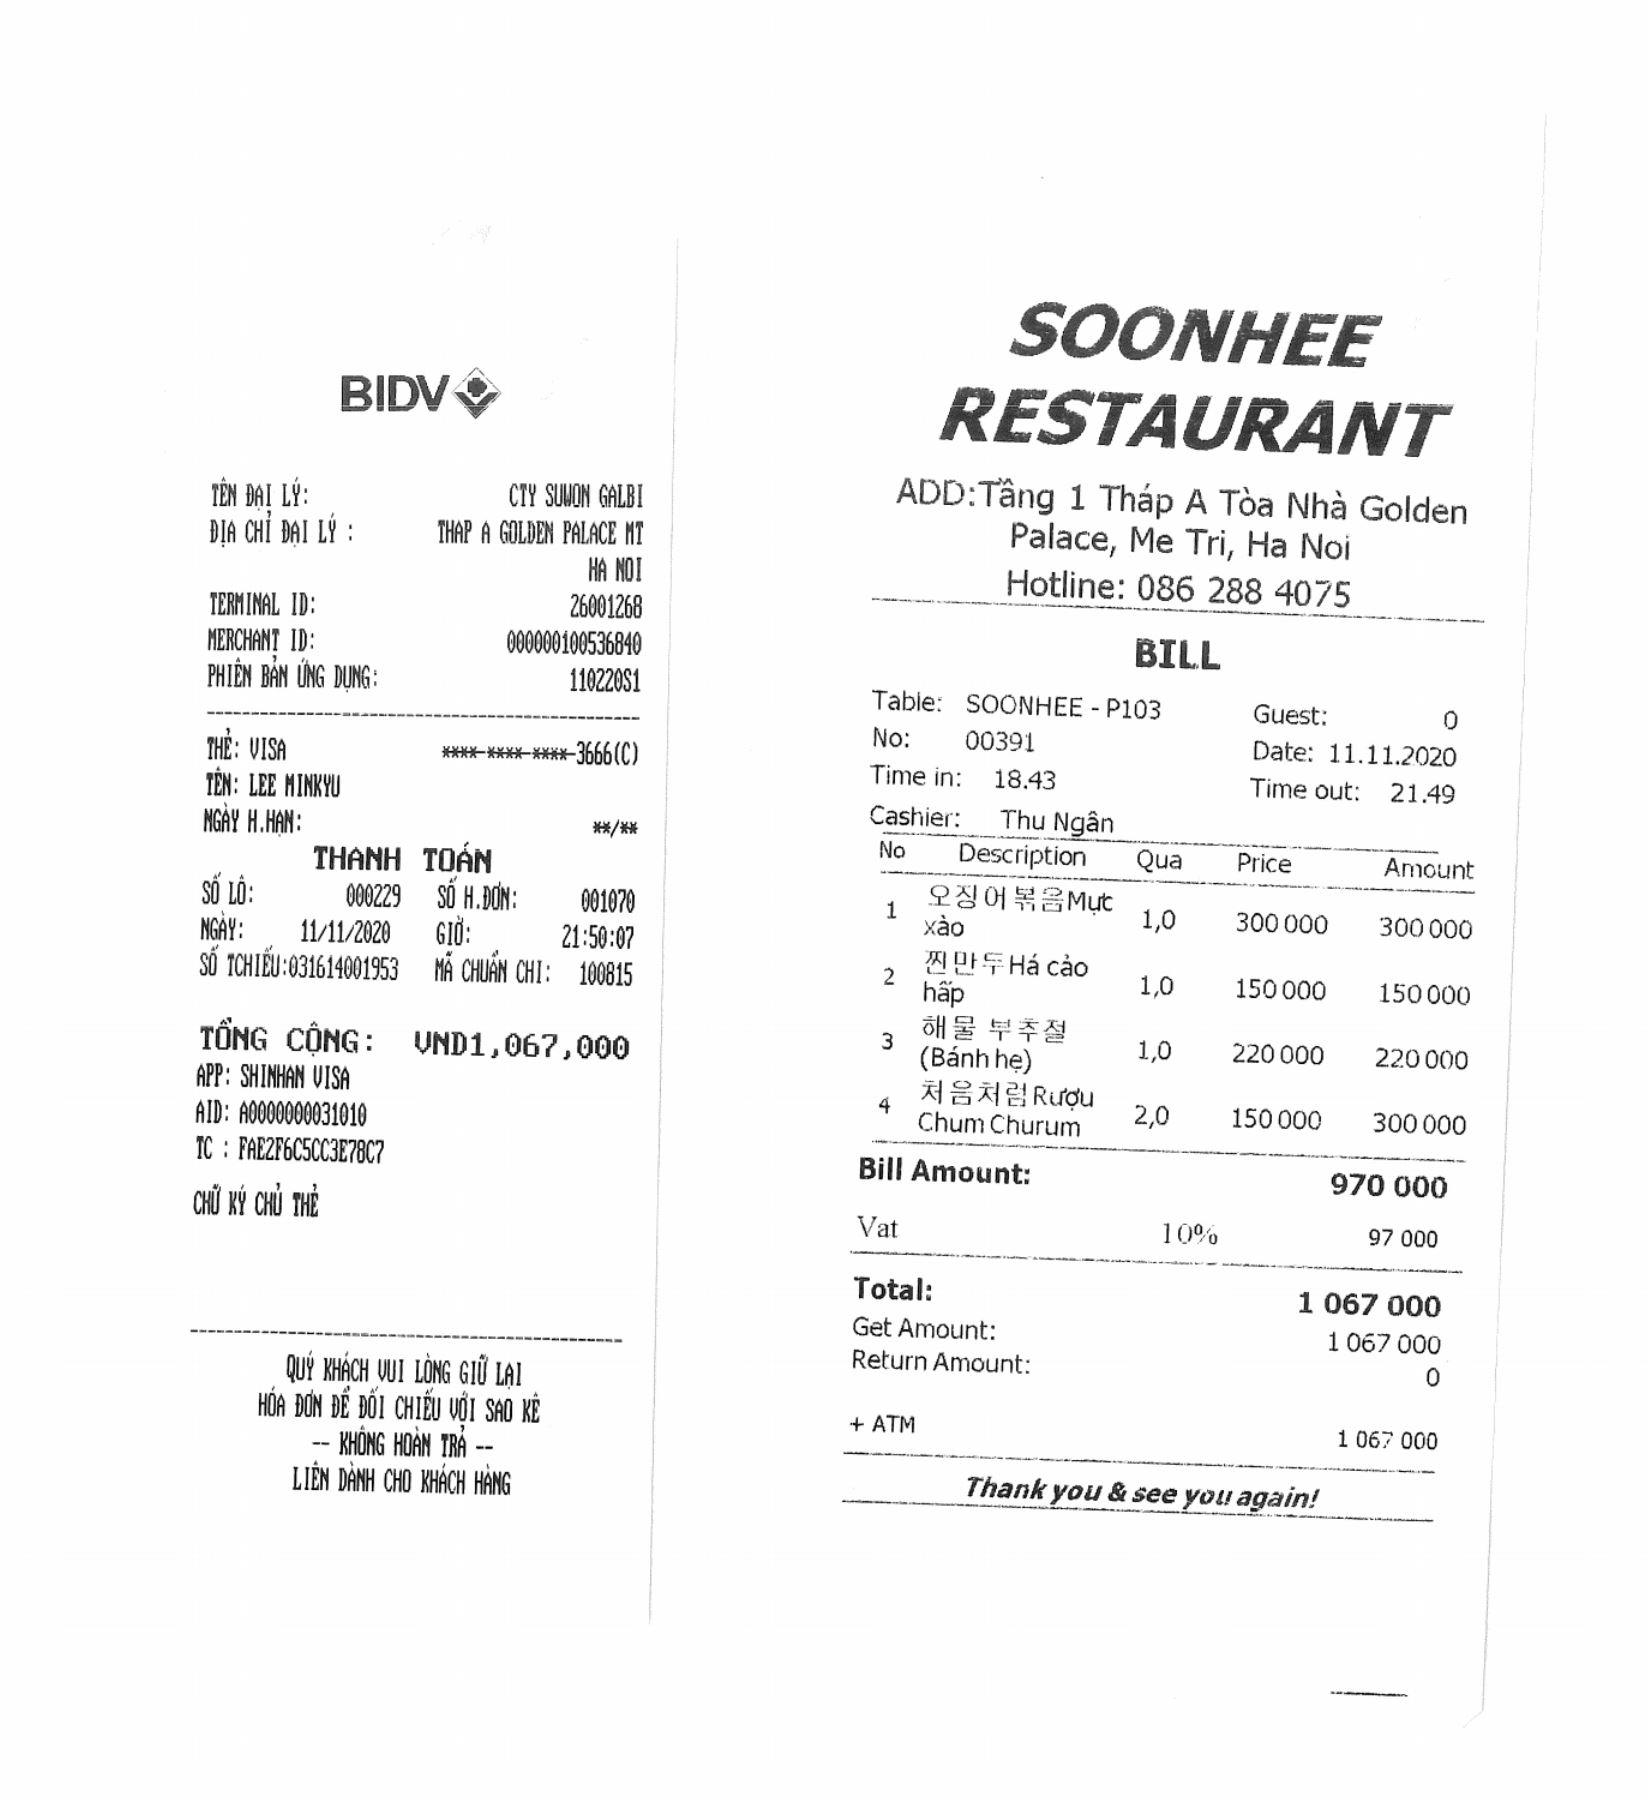 BIDV
TÊN ĐẠI LÝ: CTY SUWON GALBI
ĐỊA CHỈ ĐẠI LÝ : THAP A GOLDEN PALACE MT
HA NOI
TERMINAL ID: 26001268
MERCHANT ID: 000000100536840
PHIÊN BẢN ỨNG DỤNG: 110220S1
THẺ: VISA ****-****-****-3666(C)
TÊN: LEE MINKYU
NGÀY H.HẠN: **/**
THANH TOÁN
SỐ LÔ: 000229 SỐ H.ĐƠN: 001070
NGÀY: 11/11/2020 GIỜ: 21:50:07
SỐ TCHIẾU:031614001953 MÃ CHUẨN CHI: 100815
TỔNG CỘNG: VND1,067,000
APP: SHINHAN VISA
AID: A0000000031010
TC : FAE2F6C5CC3E78C7
CHỮ KÝ CHỦ THẺ
QUÝ KHÁCH VUI LÒNG GIỮ LẠI
HÓA ĐƠN ĐỂ ĐỐI CHIẾU VỚI SAO KÊ
-- KHÔNG HOÀN TRẢ --
LIÊN DÀNH CHO KHÁCH HÀNG
SOONHEE
RESTAURANT
ADD:Tầng 1 Tháp A Tòa Nhà Golden
Palace, Me Tri, Ha Noi
Hotline: 086 288 4075
BILL
Table: SOONHEE - P103 Guest: 0
No: 00391 Date: 11.11.2020
Time in: 18.43 Time out: 21.49
Cashier: Thu Ngân
No Description Qua Price Amount
1 오징어볶음Mực 1,0 300 000 300 000
xào
2 찐만두Há cảo 1,0 150 000 150 000
hấp
3 해물 부추절 1,0 220 000 220 000
(Bánh hẹ)
4 처음처럼Rượu 2,0 150 000 300 000
Chum Churum
Bill Amount: 970 000
Vat 10% 97 000
Total: 1 067 000
Get Amount: 1 067 000
Return Amount: 0
+ ATM 1 067 000
Thank you & see you again!